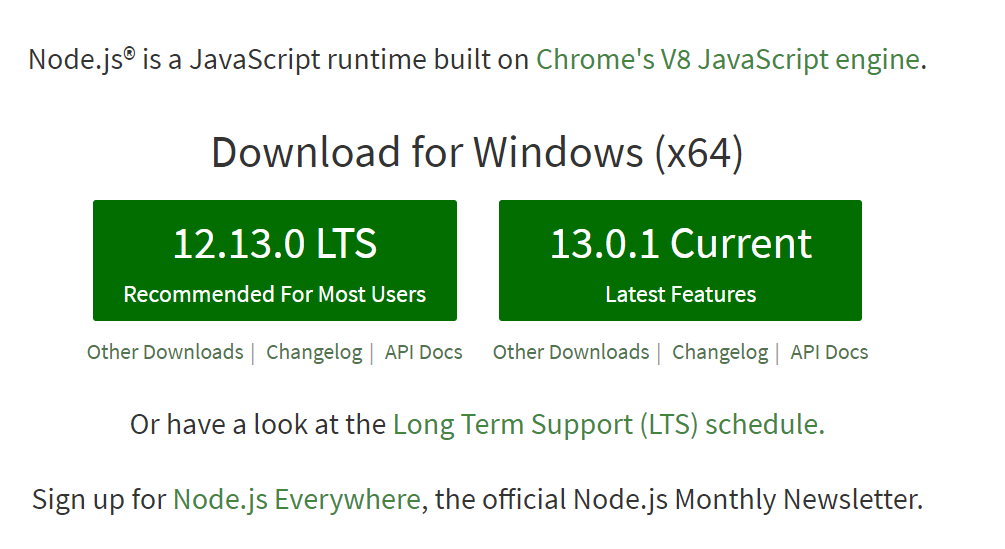 Node.js® is a JavaScript runtime built on Chrome's V8 JavaScript engine.
Download for Windows (x64)
12.13.0 LTS
Recommended For Most Users
13.0.1 Current
Latest Features
Other Downloads | Changelog | API Docs
Other Downloads | Changelog | API Docs
Or have a look at the Long Term Support (LTS) schedule.
Sign up for Node.js Everywhere, the official Node.js Monthly Newsletter.